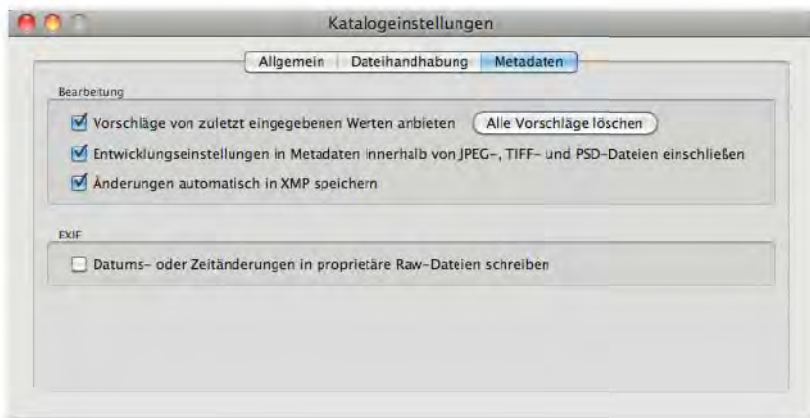 Katalogeinstellungen
Allgemein Dateihandhabung Metadaten
Bearbeitung
Vorschläge von zuletzt eingegebenen Werten anbieten Alle Vorschläge löschen
Entwicklungseinstellungen in Metadaten innerhalb von JPEG-, TIFF- und PSD-Dateien einschließen
Änderungen automatisch in XMP speichern
EXIF
Datums- oder Zeitänderungen in proprietäre Raw-Dateien schreiben